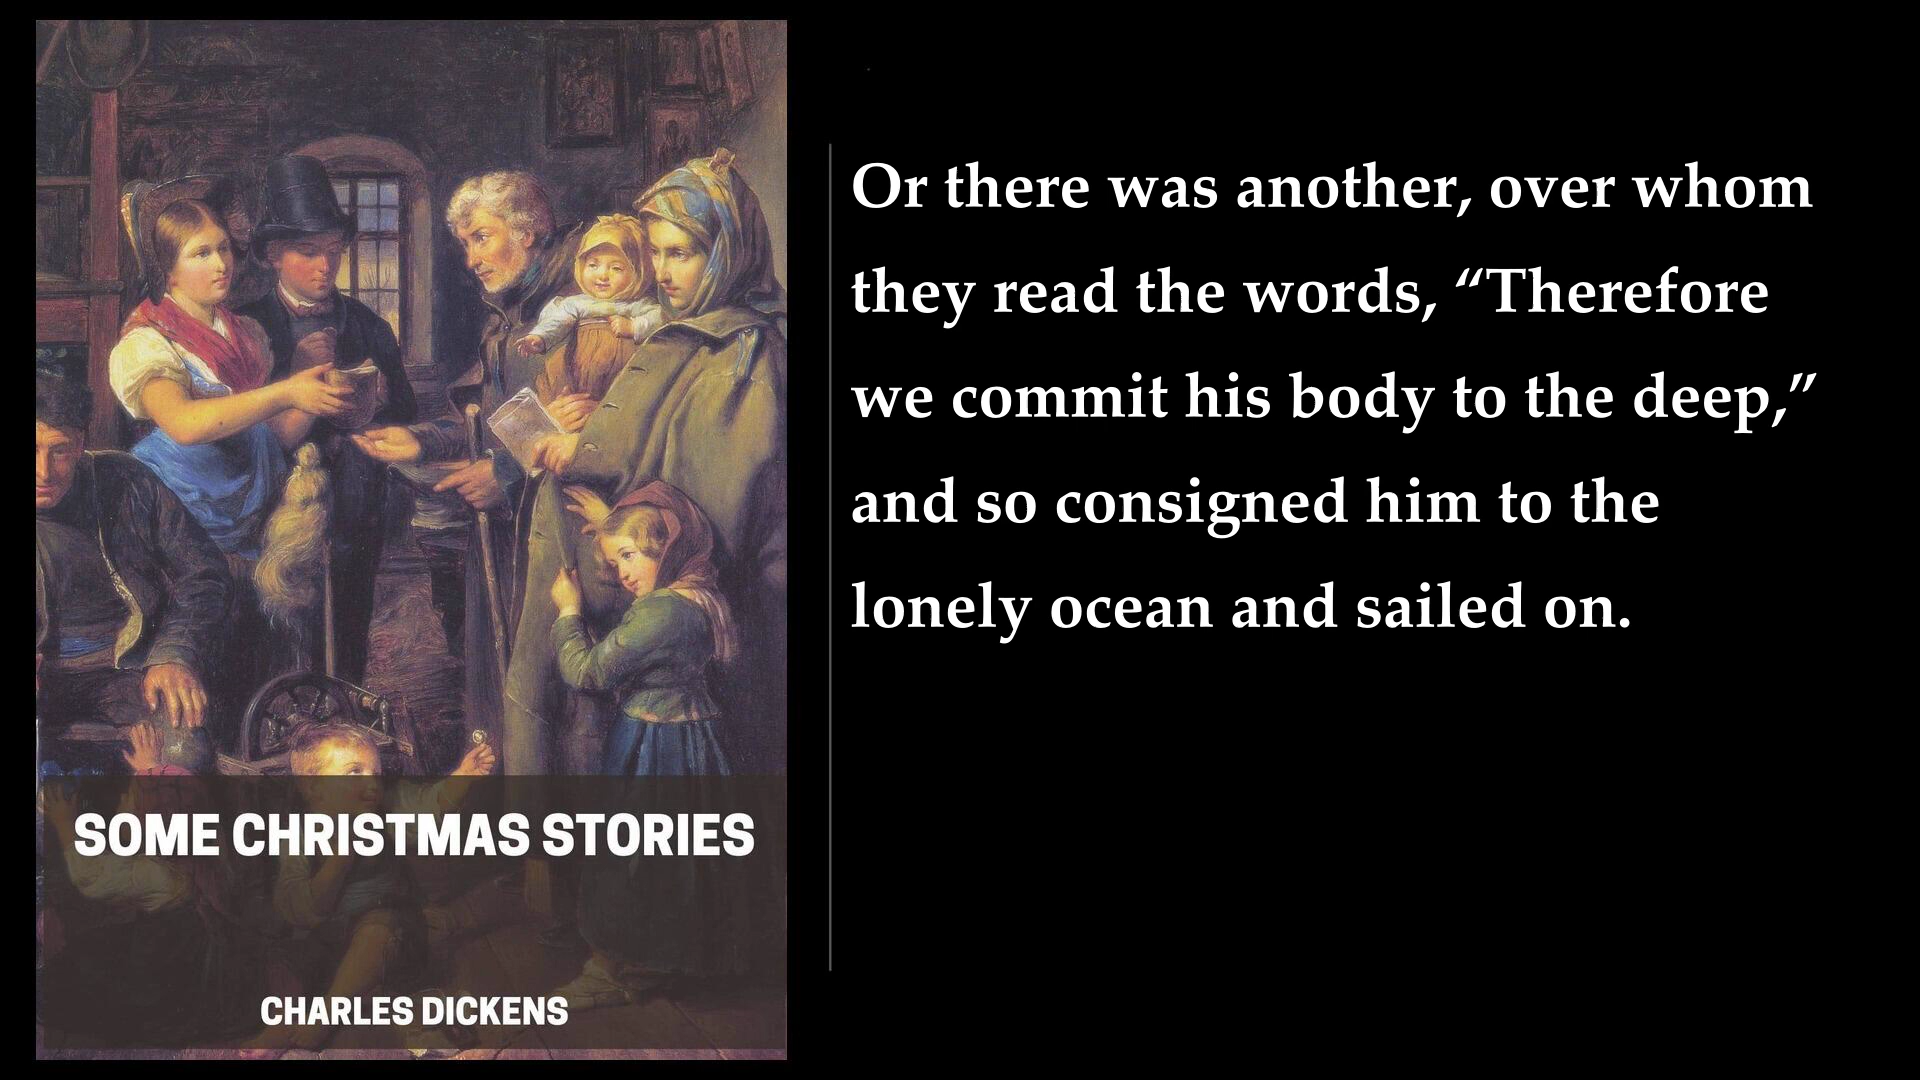 Or there was another, over whom
they read the words, “Therefore
we commit his body to the deep,”
and so consigned him to the
lonely ocean and sailed on.
SOME CHRISTMAS STORIES
CHARLES DICKENS